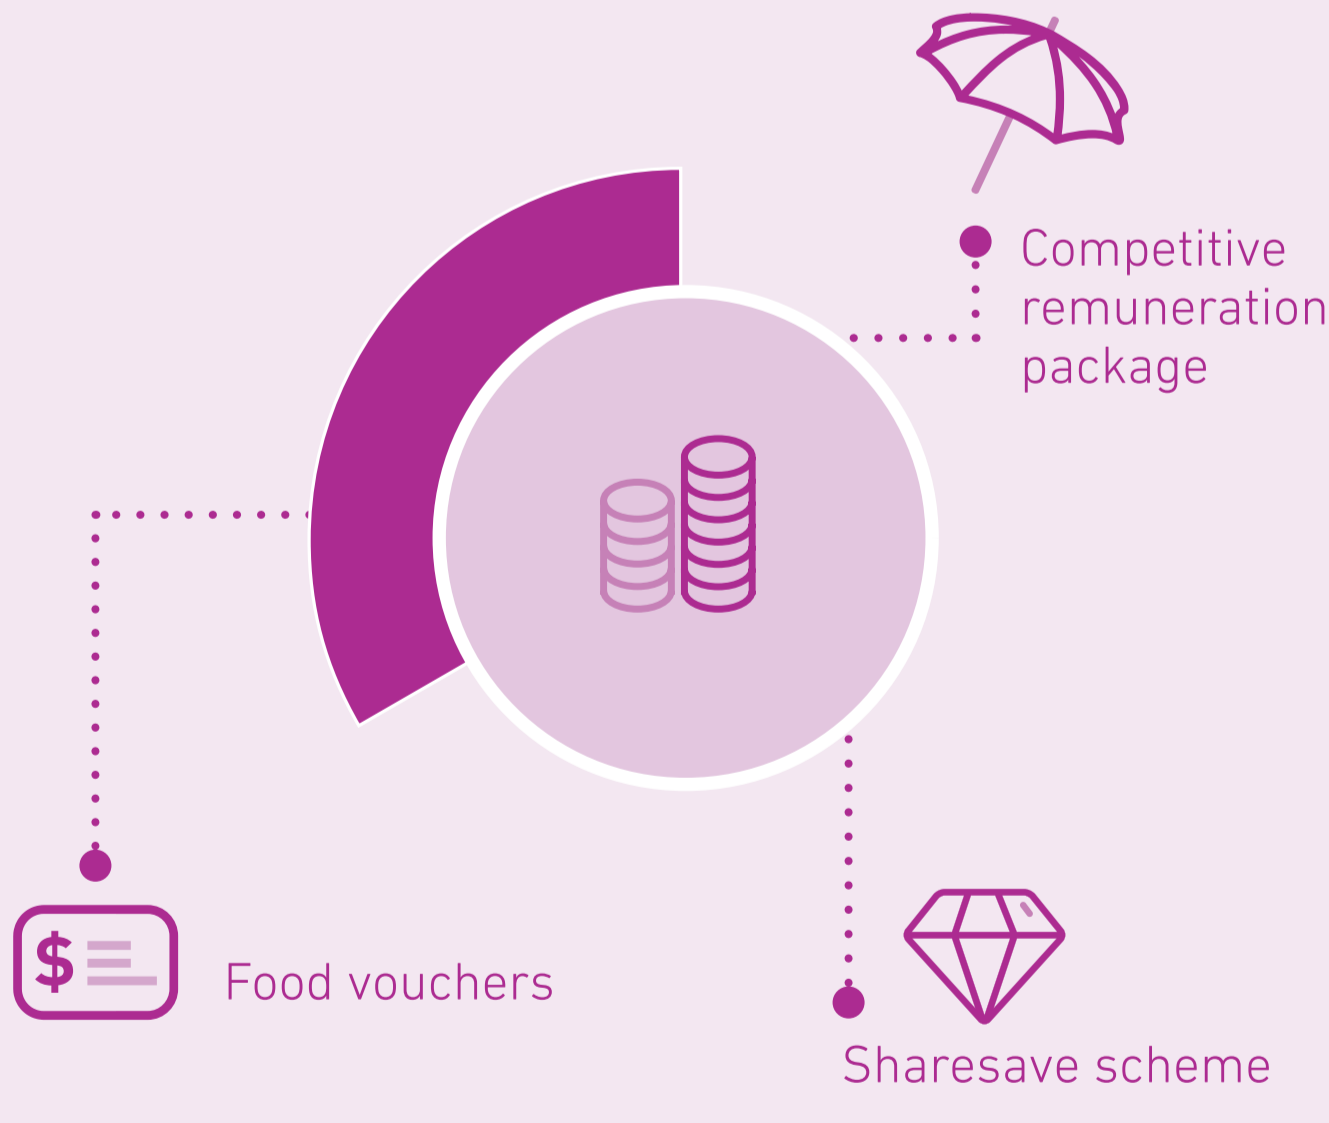 Competitive
remuneration
package
$
Food vouchers
Sharesave scheme